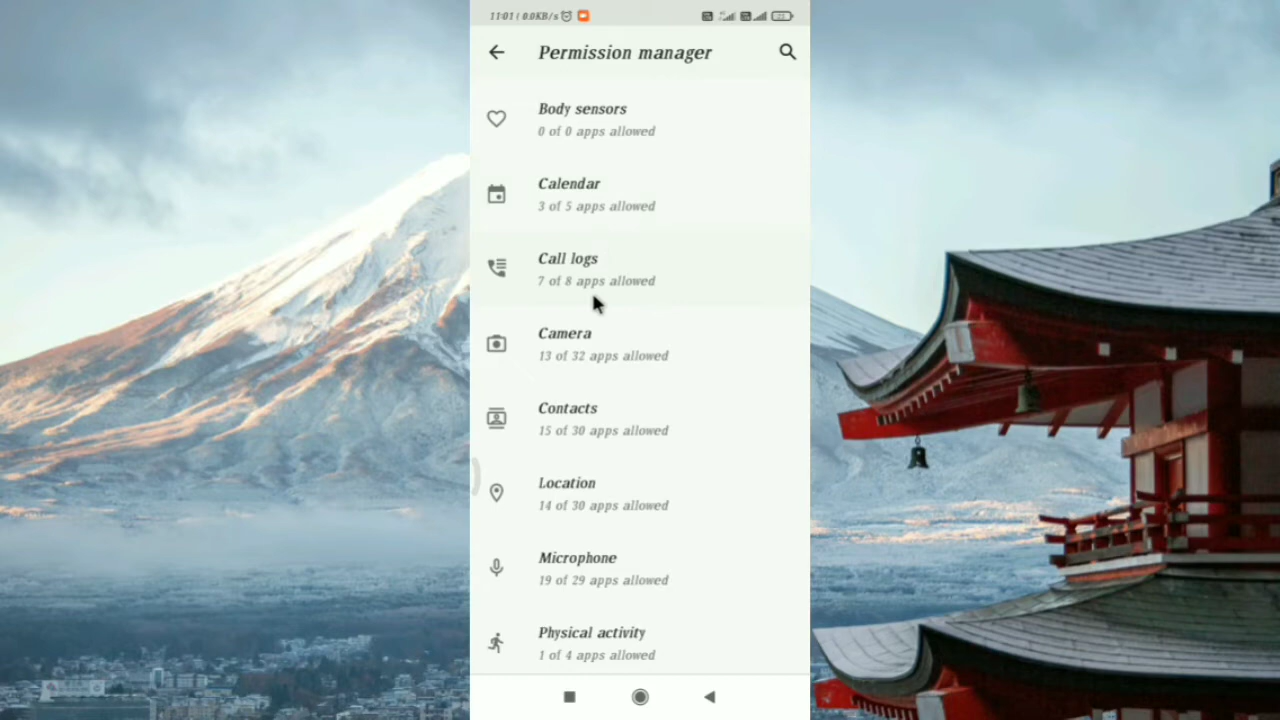 11:01 ( 0.0KB/s
Permission manager
Body sensors
0 of 0 apps allowed
Calendar
3 of 5 apps allowed
Call logs
7 of 8 apps allowed
Camera
13 of 32 apps allowed
Contacts
15 of 30 apps allowed
Location
14 of 30 apps allowed
Microphone
19 of 29 apps allowed
Physical activity
1 of 4 apps allowed